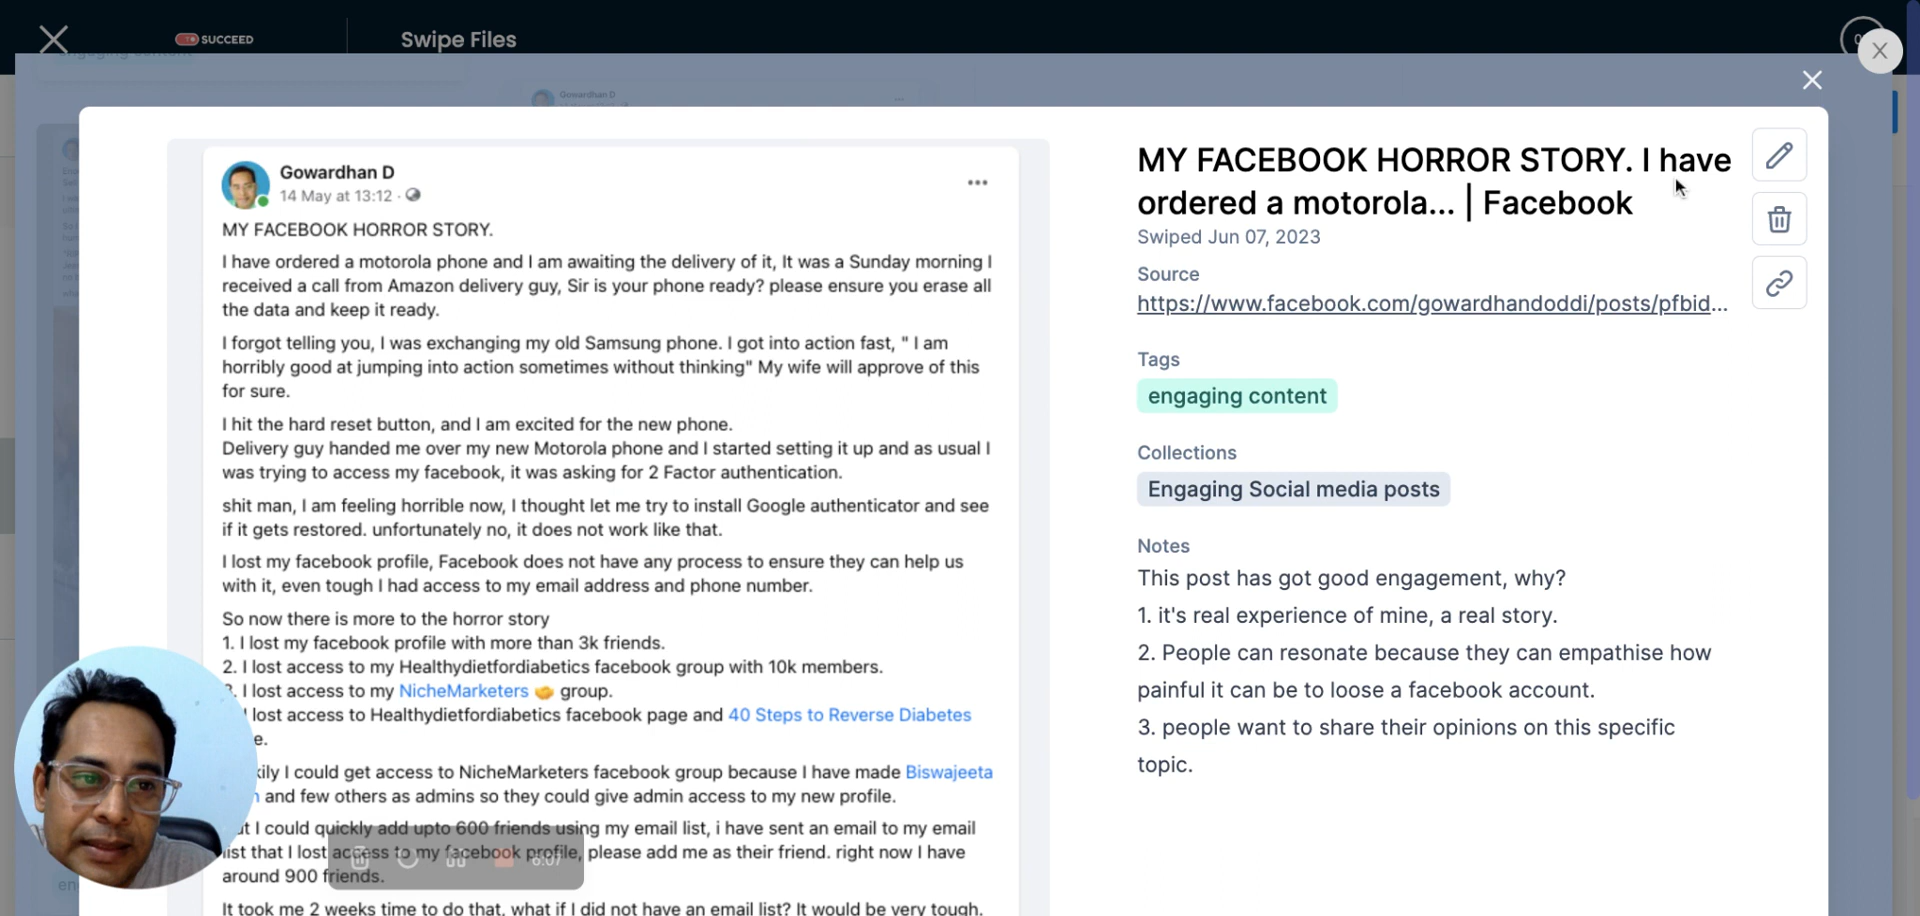 SUCCEED
Swipe Files
Gowardhan D
Gowardhan D
14 May at 13:12 ·
MY FACEBOOK HORROR STORY.
I have ordered a motorola phone and I am awaiting the delivery of it, It was a Sunday morning I
received a call from Amazon delivery guy, Sir is your phone ready? please ensure you erase all
the data and keep it ready.
I forgot telling you, I was exchanging my old Samsung phone. I got into action fast, " I am
horribly good at jumping into action sometimes without thinking" My wife will approve of this
for sure.
I hit the hard reset button, and I am excited for the new phone.
Delivery guy handed me over my new Motorola phone and I started setting it up and as usual I
was trying to access my facebook, it was asking for 2 Factor authentication.
shit man, I am feeling horrible now, I thought let me try to install Google authenticator and see
if it gets restored. unfortunately no, it does not work like that.
I lost my facebook profile, Facebook does not have any process to ensure they can help us
with it, even tough I had access to my email address and phone number.
So now there is more to the horror story
1. I lost my facebook profile with more than 3k friends.
2. I lost access to my Healthydietfordiabetics facebook group with 10k members.
I lost access to my NicheMarketers 🤝 group.
lost access to Healthydietfordiabetics facebook page and 40 Steps to Reverse Diabetes
e.
kily I could get access to NicheMarketers facebook group because I have made Biswajeeta
and few others as admins so they could give admin access to my new profile.
I could quickly add upto 600 friends using my email list, i have sent an email to my email
list that I lost access to my facebook profile, please add me as their friend. right now I have
around 900 friends.
It took me 2 weeks time to do that, what if I did not have an email list? It would be very tough.
6:07
MY FACEBOOK HORROR STORY. I have
ordered a motorola... | Facebook
Swiped Jun 07, 2023
Source
https://www.facebook.com/gowardhandoddi/posts/pfbid...
Tags
engaging content
Collections
Engaging Social media posts
Notes
This post has got good engagement, why?
1. it's real experience of mine, a real story.
2. People can resonate because they can empathise how
painful it can be to loose a facebook account.
3. people want to share their opinions on this specific
topic.